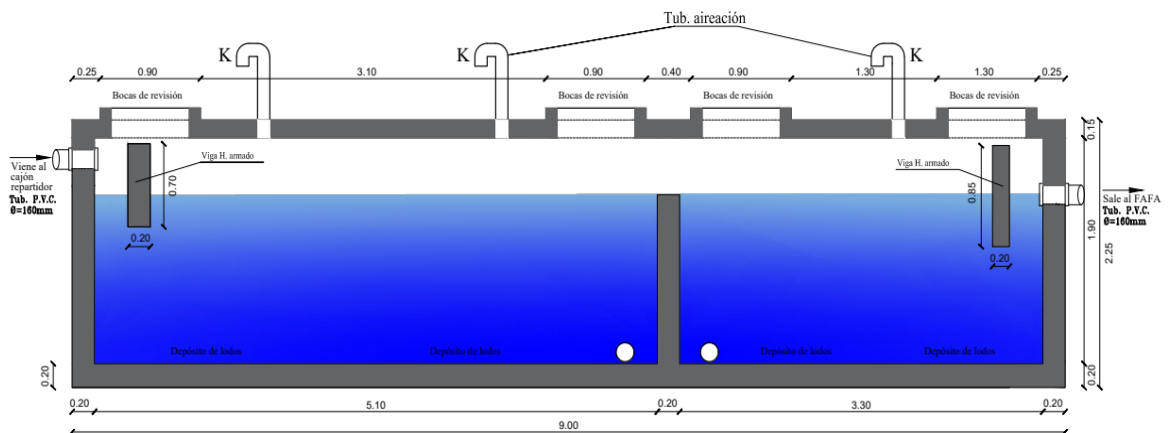 Tub. aireación
K
K
K
0.25
0.90
3.10
0.90
0.40
0.90
1.30
1.30
0.25
Bocas de revisión
Bocas de revisión
Bocas de revisión
Bocas de revisión
0.15
Viene al
cajón
repartidor
Tub. P.V.C.
Ø=160mm
Viga H. armado
0.70
0.20
Viga H. armado
0.85
0.20
Sale al FAFA
Tub. P.V.C.
Ø=160mm
1.90
2.25
Depósito de lodos
Depósito de lodos
Depósito de lodos
Depósito de lodos
0.20
0.20
0.20
5.10
0.20
3.30
0.20
9.00